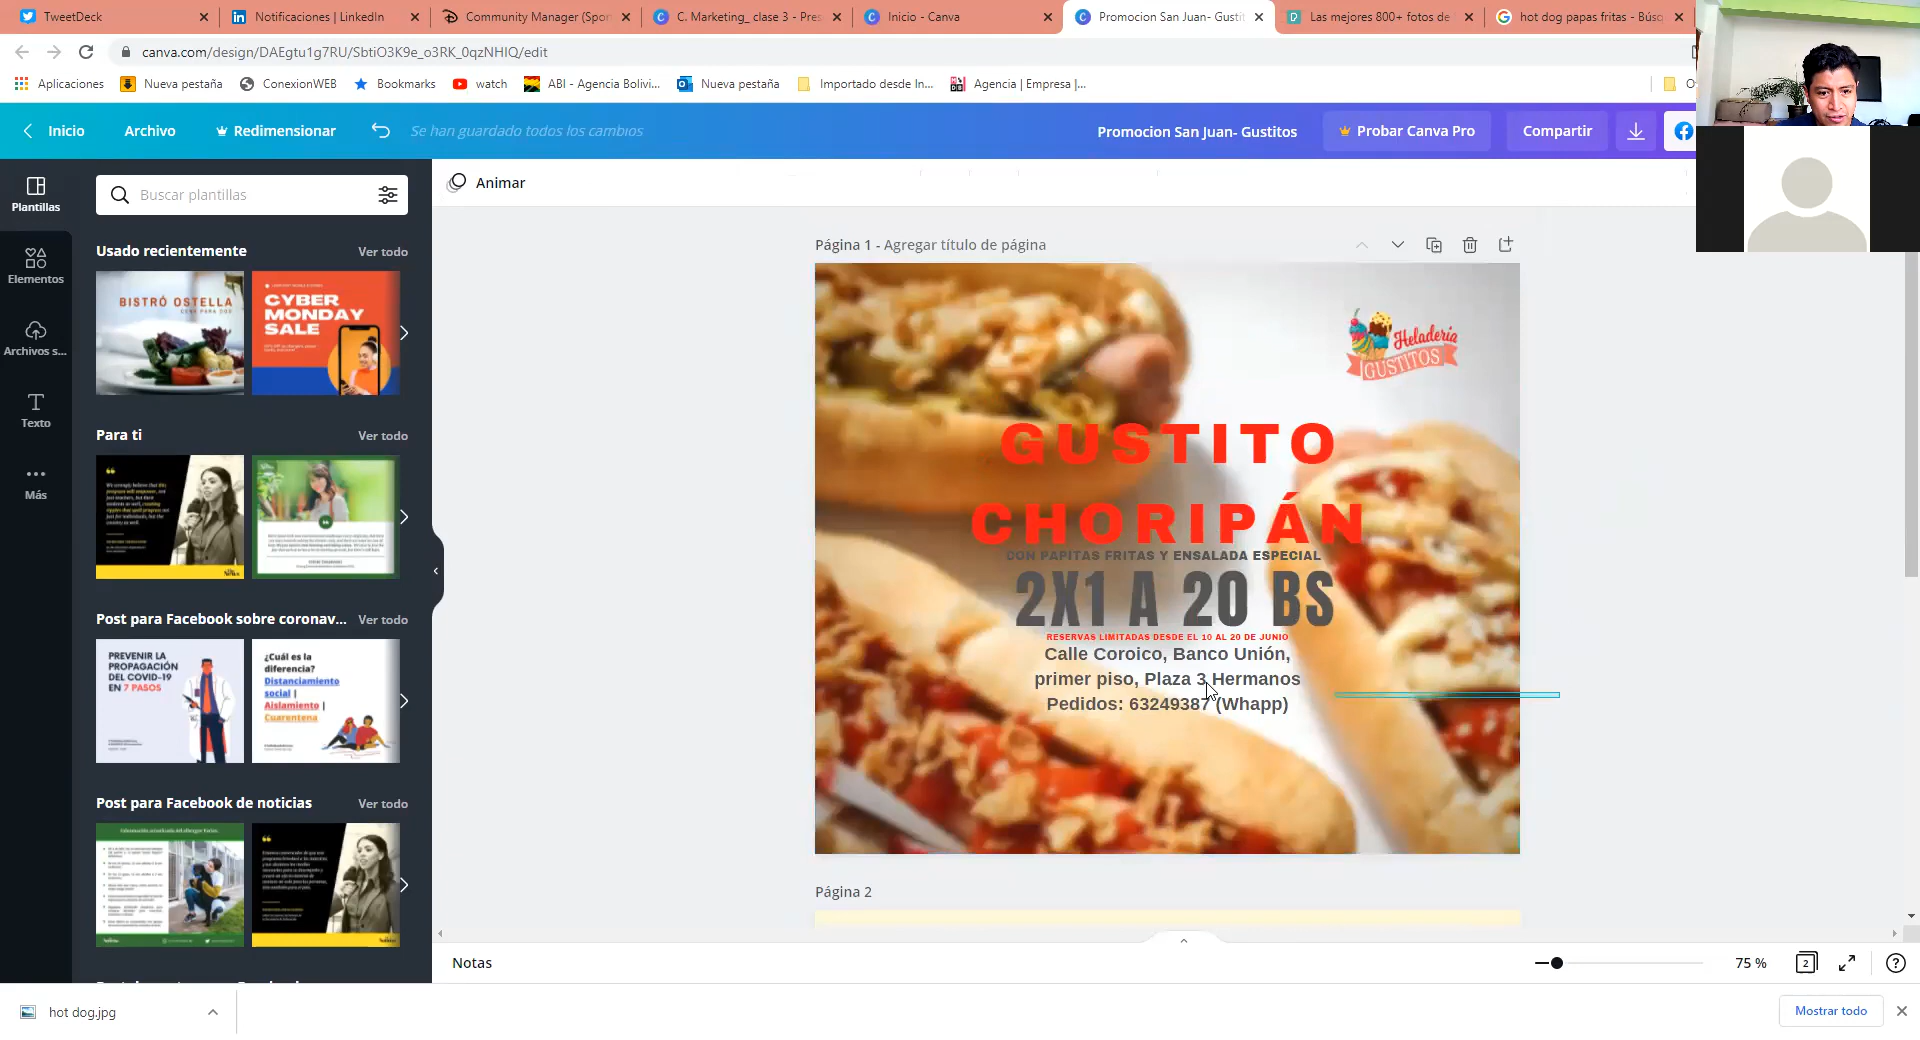 TweetDeck
Notificaciones | LinkedIn
Community Manager (Spor
C. Marketing_ clase 3 - Pres
Inicio - Canva
Promocion San Juan- Gustit
Las mejores 800+ fotos de
hot dog papas fritas - Búsq
canva.com/design/DAEgtu1g7RU/SbtiO3K9e_o3RK_0qzNHIQ/edit
Aplicaciones
Nueva pestaña
ConexionWEB
Bookmarks
watch
ABI - Agencia Bolivi...
Nueva pestaña
Importado desde In...
Agencia | Empresa |...
Inicio
Archivo
Redimensionar
Se han guardado todos los cambios
Promocion San Juan- Gustitos
Probar Canva Pro
Compartir
Plantillas
Elementos
Archivos s...
Texto
Más
Buscar plantillas
Usado recientemente
Ver todo
BISTRÓ OSTELLA
CENA PARA DOS
CYBER
MONDAY
SALE
Para ti
Ver todo
Post para Facebook sobre coronav...
Ver todo
PREVENIR LA
PROPAGACIÓN
DEL COVID-19
EN 7 PASOS
¿Cuál es la
diferencia?
Distanciamiento
social |
Aislamiento |
Cuarentena
Post para Facebook de noticias
Ver todo
Animar
Página 1 - Agregar título de página
Heladería
GUSTITOS
GUSTITO
CHORIPÁN
CON PAPITAS FRITAS Y ENSALADA ESPECIAL
2X1 A 20 BS
RESERVAS LIMITADAS DESDE EL 10 AL 20 DE JUNIO
Calle Coroico, Banco Unión,
primer piso, Plaza 3 Hermanos
Pedidos: 63249387 (Whapp)
Página 2
Notas
75 %
2
hot dog.jpg
Mostrar todo